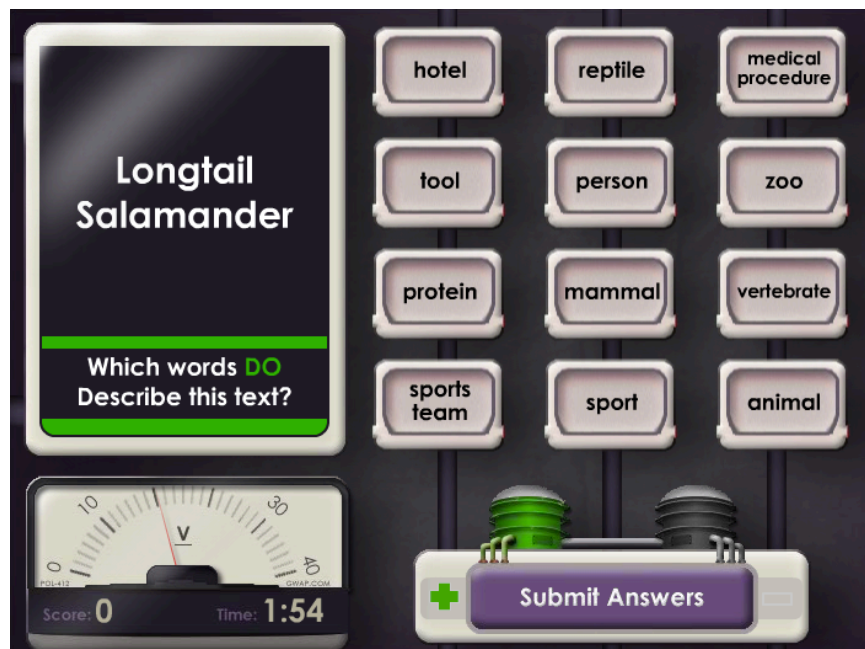 Longtail
Salamander
Which words DO
Describe this text?
hotel
reptile
medical
procedure
tool
person
zoo
protein
mammal
vertebrate
sports
team
sport
animal
0
10
30
40
V
POL-412
GWAP.COM
Score: 0
Time: 1:54
Submit Answers